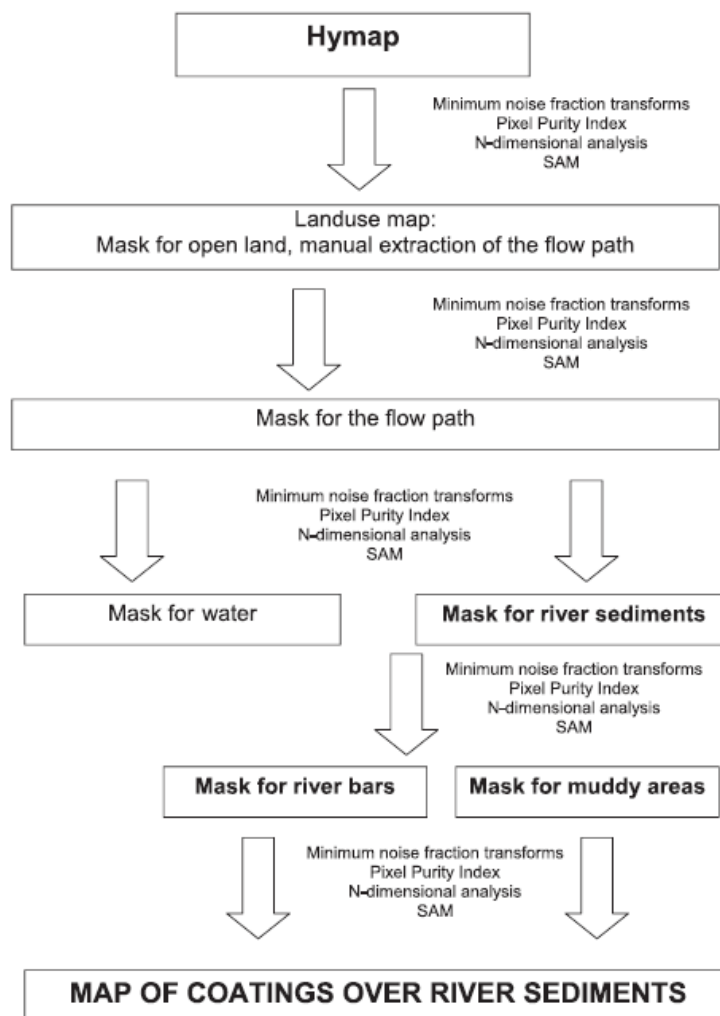 Hymap
Minimum noise fraction transforms
Pixel Purity Index
N-dimensional analysis
SAM
Landuse map:
Mask for open land, manual extraction of the flow path
Minimum noise fraction transforms
Pixel Purity Index
N-dimensional analysis
SAM
Mask for the flow path
Minimum noise fraction transforms
Pixel Purity Index
N-dimensional analysis
SAM
Mask for water
Mask for river sediments
Minimum noise fraction transforms
Pixel Purity Index
N-dimensional analysis
SAM
Mask for river bars
Mask for muddy areas
Minimum noise fraction transforms
Pixel Purity Index
N-dimensional analysis
SAM
MAP OF COATINGS OVER RIVER SEDIMENTS